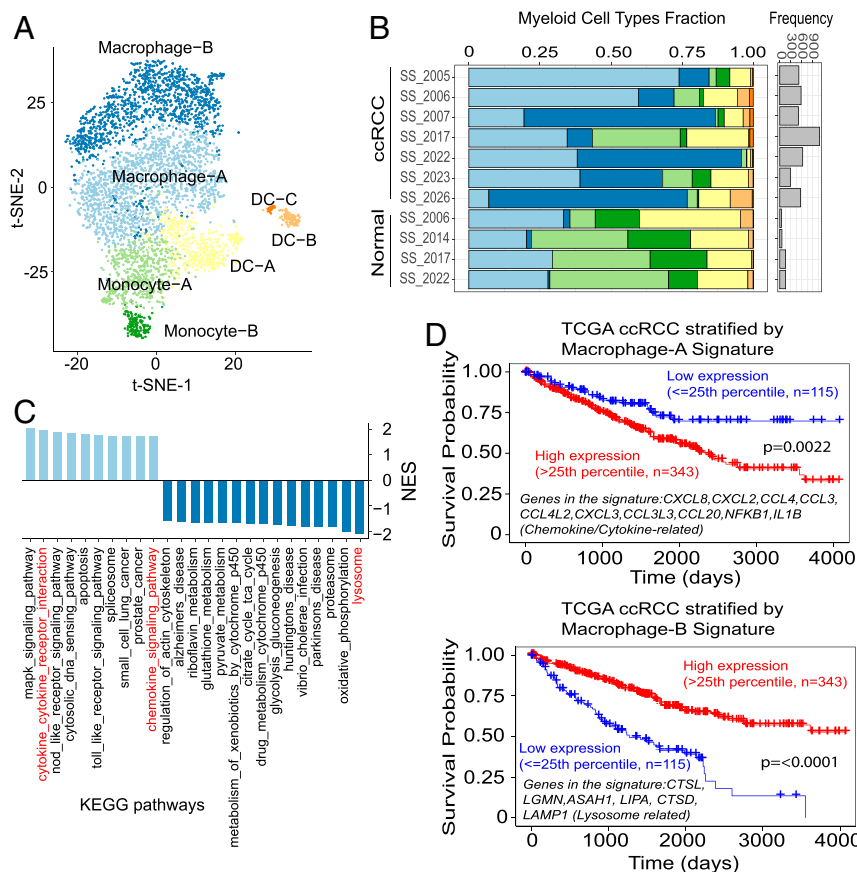 A
Macrophage−B
Macrophage−A
DC−C
DC−B
DC−A
Monocyte−A
Monocyte−B
t-SNE-2
25
0
-25
−20
0
20
t-SNE-1
B
Myeloid Cell Types Fraction
Frequency
0
0.25
0.50
0.75
1.00
0
300
600
900
ccRCC
SS_2005
SS_2006
SS_2007
SS_2017
SS_2022
SS_2023
SS_2026
Normal
SS_2006
SS_2014
SS_2017
SS_2022
C
2
1
0
−1
−2
NES
mapk_signaling_pathway
cytokine_cytokine_receptor_interaction
nod_like_receptor_signaling_pathway
cytosolic_dna_sensing_pathway
apoptosis
toll_like_receptor_signaling_pathway
spliceosome
small_cell_lung_cancer
prostate_cancer
chemokine_signaling_pathway
regulation_of_actin_cytoskeleton
alzheimers_disease
riboflavin_metabolism
glutathione_metabolism
pyruvate_metabolism
metabolism_of_xenobiotics_by_cytochrome_p450
citrate_cycle_tca_cycle
drug_metabolism_cytochrome_p450
glycolysis_gluconeogenesis
huntingtons_disease
vibrio_cholerae_infection
parkinsons_disease
proteasome
oxidative_phosphorylation
lysosome
KEGG pathways
D
TCGA ccRCC stratified by
Macrophage-A Signature
Survival Probability
1.00
0.75
0.50
0.25
0
Low expression
(<=25th percentile, n=115)
p=0.0022
High expression
(>25th percentile, n=343)
Genes in the signature:CXCL8,CXCL2,CCL4,CCL3,
CCL4L2,CXCL3,CCL3L3,CCL20,NFKB1,IL1B
(Chemokine/Cytokine-related)
0
1000
2000
3000
4000
Time (days)
TCGA ccRCC stratified by
Macrophage-B Signature
Survival Probability
1.00
0.75
0.50
0.25
0
High expression
(>25th percentile, n=343)
Low expression
(<=25th percentile, n=115)
p=<0.0001
Genes in the signature:CTSL,
LGMN,ASAH1, LIPA, CTSD,
LAMP1 (Lysosome related)
0
1000
2000
3000
4000
Time (days)